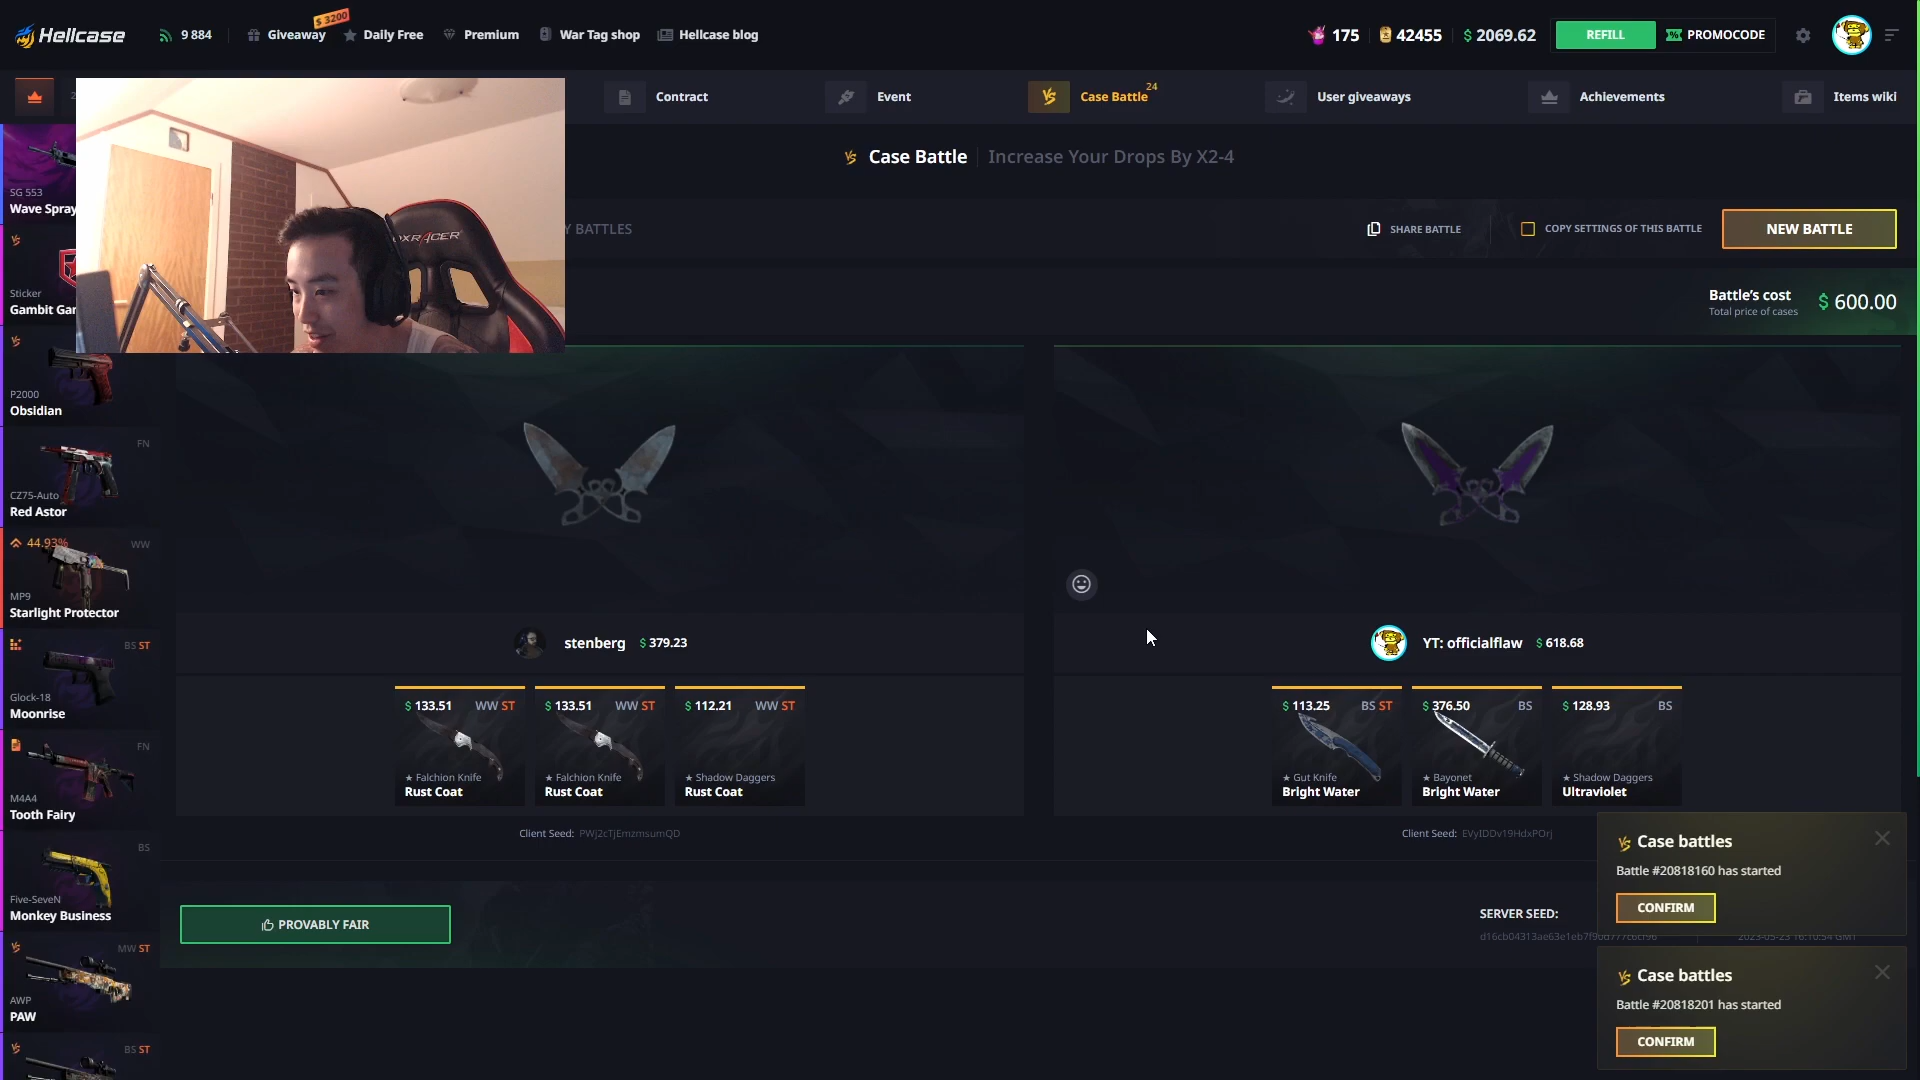 Hellcase
9 884
Giveaway
$ 3200
Daily Free
Premium
War Tag shop
Hellcase blog
175
42455
$ 2069.62
REFILL
% PROMOCODE
Contract
Event
VS Case Battle 24
User giveaways
Achievements
Items wiki
VS Case Battle
Increase Your Drops By X2-4
BATTLES
SHARE BATTLE
COPY SETTINGS OF THIS BATTLE
NEW BATTLE
Battle's cost
Total price of cases
$ 600.00
SG 553
Wave Spray
Sticker
Gambit Gar
P2000
Obsidian
FN
CZ75-Auto
Red Astor
44.93%
WW
MP9
Starlight Protector
BS ST
Glock-18
Moonrise
FN
M4A4
Tooth Fairy
BS
Five-SeveN
Monkey Business
MW ST
AWP
PAW
BS ST
stenberg $ 379.23
YT: officialflaw $ 618.68
$ 133.51 WW ST
★ Falchion Knife
Rust Coat
$ 133.51 WW ST
★ Falchion Knife
Rust Coat
$ 112.21 WW ST
★ Shadow Daggers
Rust Coat
$ 113.25 BS ST
★ Gut Knife
Bright Water
$ 376.50 BS
★ Bayonet
Bright Water
$ 128.93 BS
★ Shadow Daggers
Ultraviolet
Client Seed: PWj2cTjEmzmsumQD
Client Seed: EVyIDDv19HdxPOrj
PROVABLY FAIR
SERVER SEED:
VS Case battles
Battle #20818160 has started
CONFIRM
VS Case battles
Battle #20818201 has started
CONFIRM